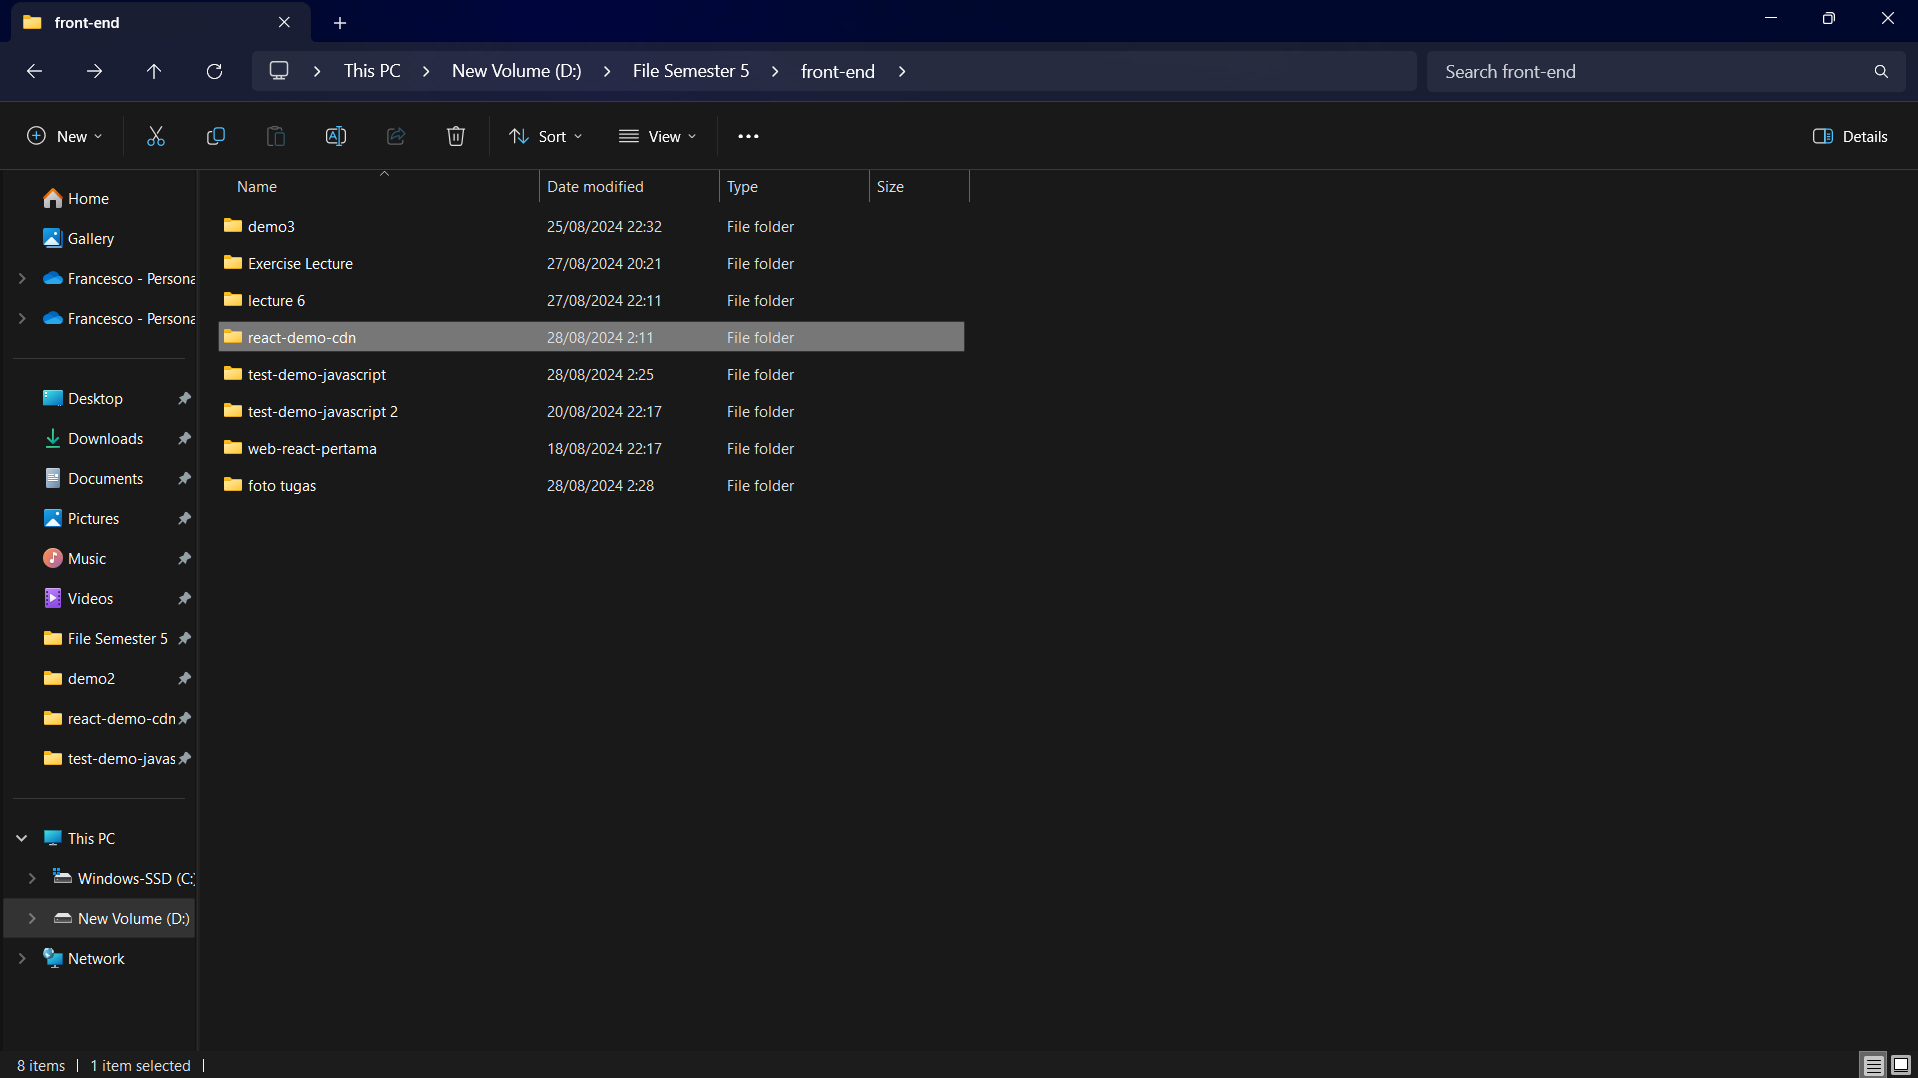 front-end
This PC
New Volume (D:)
File Semester 5
front-end
Search front-end
New
Sort
View
Details
Name
Date modified
Type
Size
demo3 25/08/2024 22:32 File folder
Exercise Lecture 27/08/2024 20:21 File folder
lecture 6 27/08/2024 22:11 File folder
react-demo-cdn 28/08/2024 2:11 File folder
test-demo-javascript 28/08/2024 2:25 File folder
test-demo-javascript 2 20/08/2024 22:17 File folder
web-react-pertama 18/08/2024 22:17 File folder
foto tugas 28/08/2024 2:28 File folder
Home
Gallery
Francesco - Persona
Francesco - Persona
Desktop
Downloads
Documents
Pictures
Music
Videos
File Semester 5
demo2
react-demo-cdn
test-demo-javas
This PC
Windows-SSD (C:)
New Volume (D:)
Network
8 items
1 item selected